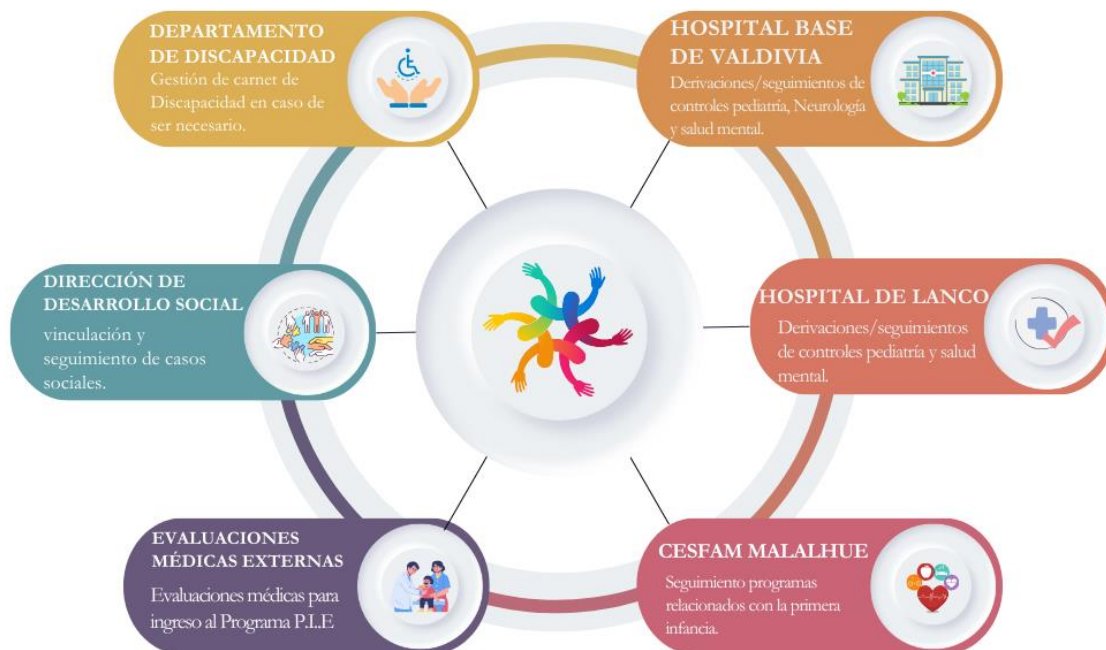 DEPARTAMENTO
DE DISCAPACIDAD
Gestión de carnet de
Discapacidad en caso de
ser necesario.
HOSPITAL BASE
DE VALDIVIA
Derivaciones/seguimientos de
controles pediatría, Neurología
y salud mental.
DIRECCIÓN DE
DESARROLLO SOCIAL
vinculación y
seguimiento de casos
sociales.
HOSPITAL DE LANCO
Derivaciones/seguimientos
de controles pediatría y salud
mental.
EVALUACIONES
MÉDICAS EXTERNAS
Evaluaciones médicas para
ingreso al Programa P.I.E
CESFAM MALALHUE
Seguimiento programas
relacionados con la primera
infancia.